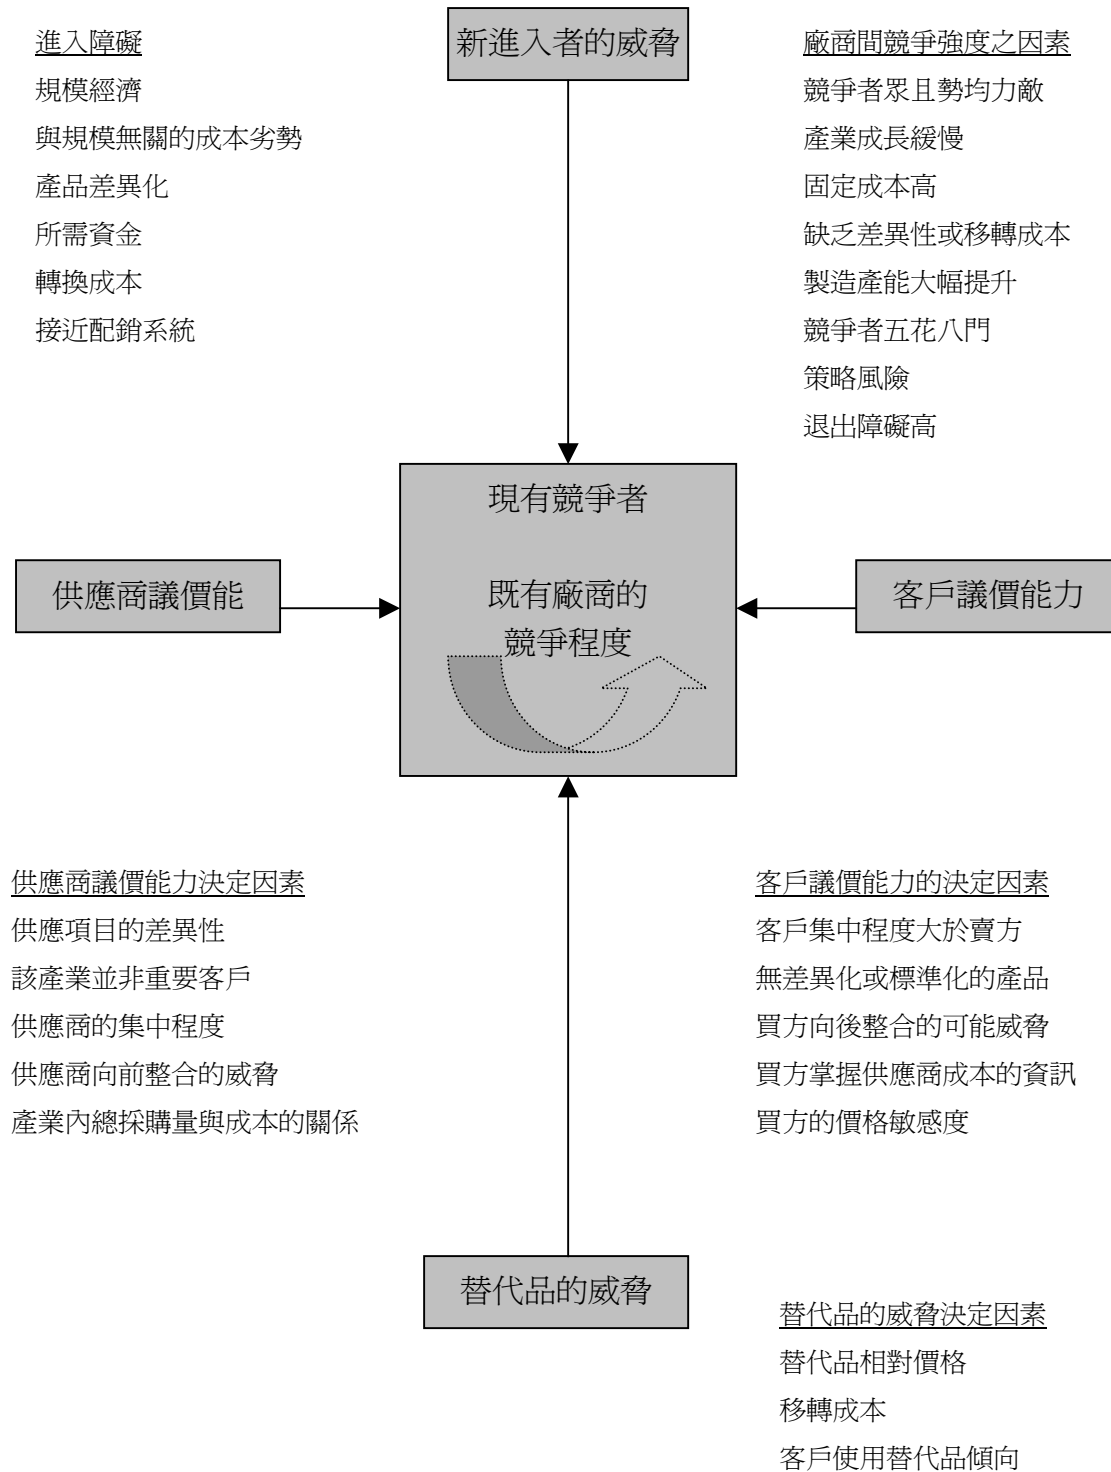 新進入者的威脅
進入障礙
規模經濟
與規模無關的成本劣勢
產品差異化
所需資金
轉換成本
接近配銷系統
廠商間競爭強度之因素
競爭者眾且勢均力敵
產業成長緩慢
固定成本高
缺乏差異性或移轉成本
製造產能大幅提升
競爭者五花八門
策略風險
退出障礙高
現有競爭者
既有廠商的
競爭程度
供應商議價能
客戶議價能力
供應商議價能力決定因素
供應項目的差異性
該產業並非重要客戶
供應商的集中程度
供應商向前整合的威脅
產業內總採購量與成本的關係
客戶議價能力的決定因素
客戶集中程度大於賣方
無差異化或標準化的產品
買方向後整合的可能威脅
買方掌握供應商成本的資訊
買方的價格敏感度
替代品的威脅
替代品的威脅決定因素
替代品相對價格
移轉成本
客戶使用替代品傾向